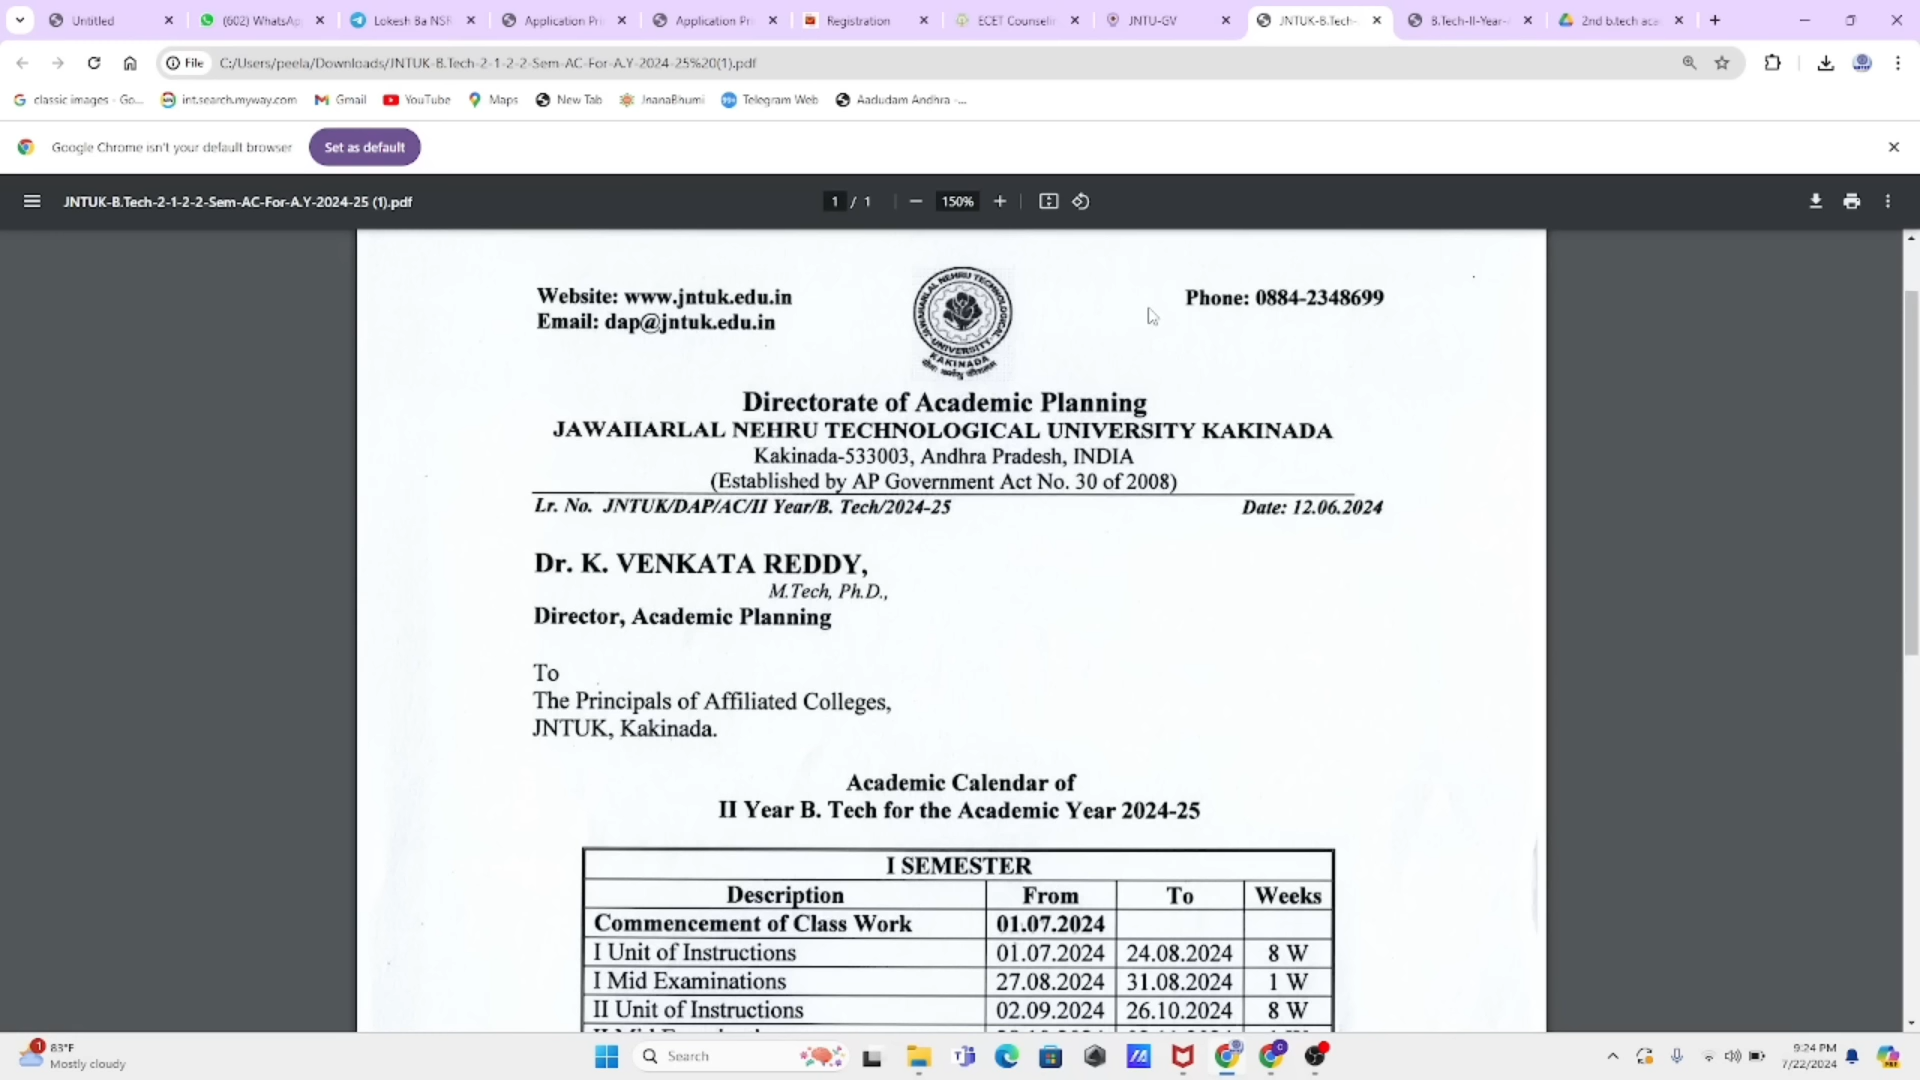 Untitled
(602) WhatsAp
Lokesh Ba NSR
Application Pr
Application Pr
Registration
ECET Counselin
JNTU-GV
JNTUK-B.Tech-
B.Tech-II-Year-
2nd b.tech aca
File
C:/Users/peela/Downloads/JNTUK-B.Tech-2-1-2-2-Sem-AC-For-A.Y-2024-25%20(1).pdf
classic images - Go...
int.search.myway.com
Gmail
YouTube
Maps
New Tab
JnanaBhumi
Telegram Web
Aadudam Andhra -...
Google Chrome isn't your default browser
Set as default
JNTUK-B.Tech-2-1-2-2-Sem-AC-For-A.Y-2024-25 (1).pdf
1 / 1
150%
Website: www.jntuk.edu.in
Phone: 0884-2348699
Email: dap@jntuk.edu.in
JAWAHARLAL NEHRU TECHNOLOGICAL UNIVERSITY
KAKINADA
Directorate of Academic Planning
JAWAHARLAL NEHRU TECHNOLOGICAL UNIVERSITY KAKINADA
Kakinada-533003, Andhra Pradesh, INDIA
(Established by AP Government Act No. 30 of 2008)
Lr. No. JNTUK/DAP/AC/II Year/B. Tech/2024-25 Date: 12.06.2024
Dr. K. VENKATA REDDY,
M.Tech, Ph.D.,
Director, Academic Planning
To
The Principals of Affiliated Colleges,
JNTUK, Kakinada.
Academic Calendar of
II Year B. Tech for the Academic Year 2024-25
I SEMESTER
Description From To Weeks
Commencement of Class Work 01.07.2024
I Unit of Instructions 01.07.2024 24.08.2024 8 W
I Mid Examinations 27.08.2024 31.08.2024 1 W
II Unit of Instructions 02.09.2024 26.10.2024 8 W
1
83°F
Mostly cloudy
Search
9:24 PM
7/22/2024